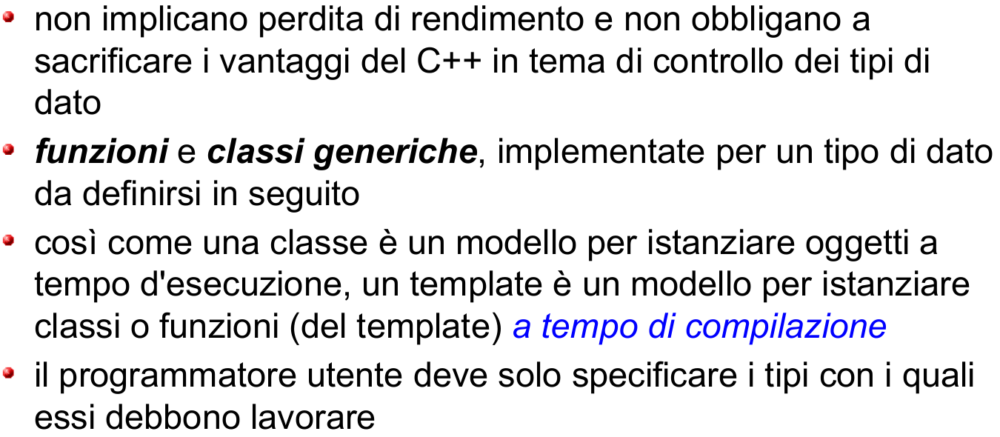 non implicano perdita di rendimento e non obbligano a
sacrificare i vantaggi del C++ in tema di controllo dei tipi di
dato
funzioni e classi generiche, implementate per un tipo di dato
da definirsi in seguito
così come una classe è un modello per istanziare oggetti a
tempo d'esecuzione, un template è un modello per istanziare
classi o funzioni (del template) a tempo di compilazione
il programmatore utente deve solo specificare i tipi con i quali
essi debbono lavorare